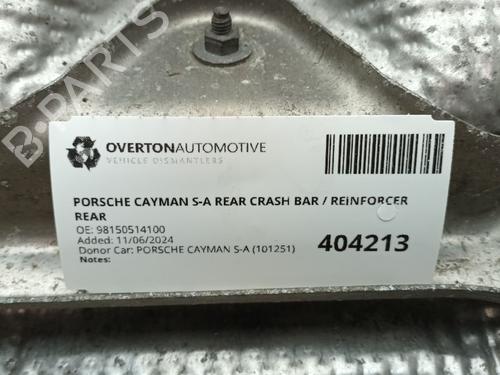 OVERTONAUTOMOTIVE
VEHICLE DISMANTLERS
PORSCHE CAYMAN S-A REAR CRASH BAR / REINFORCER
REAR
OE: 98150514100
Added: 11/06/2024
Donor Car: PORSCHE CAYMAN S-A (101251)
Notes:
404213
B-PARTS